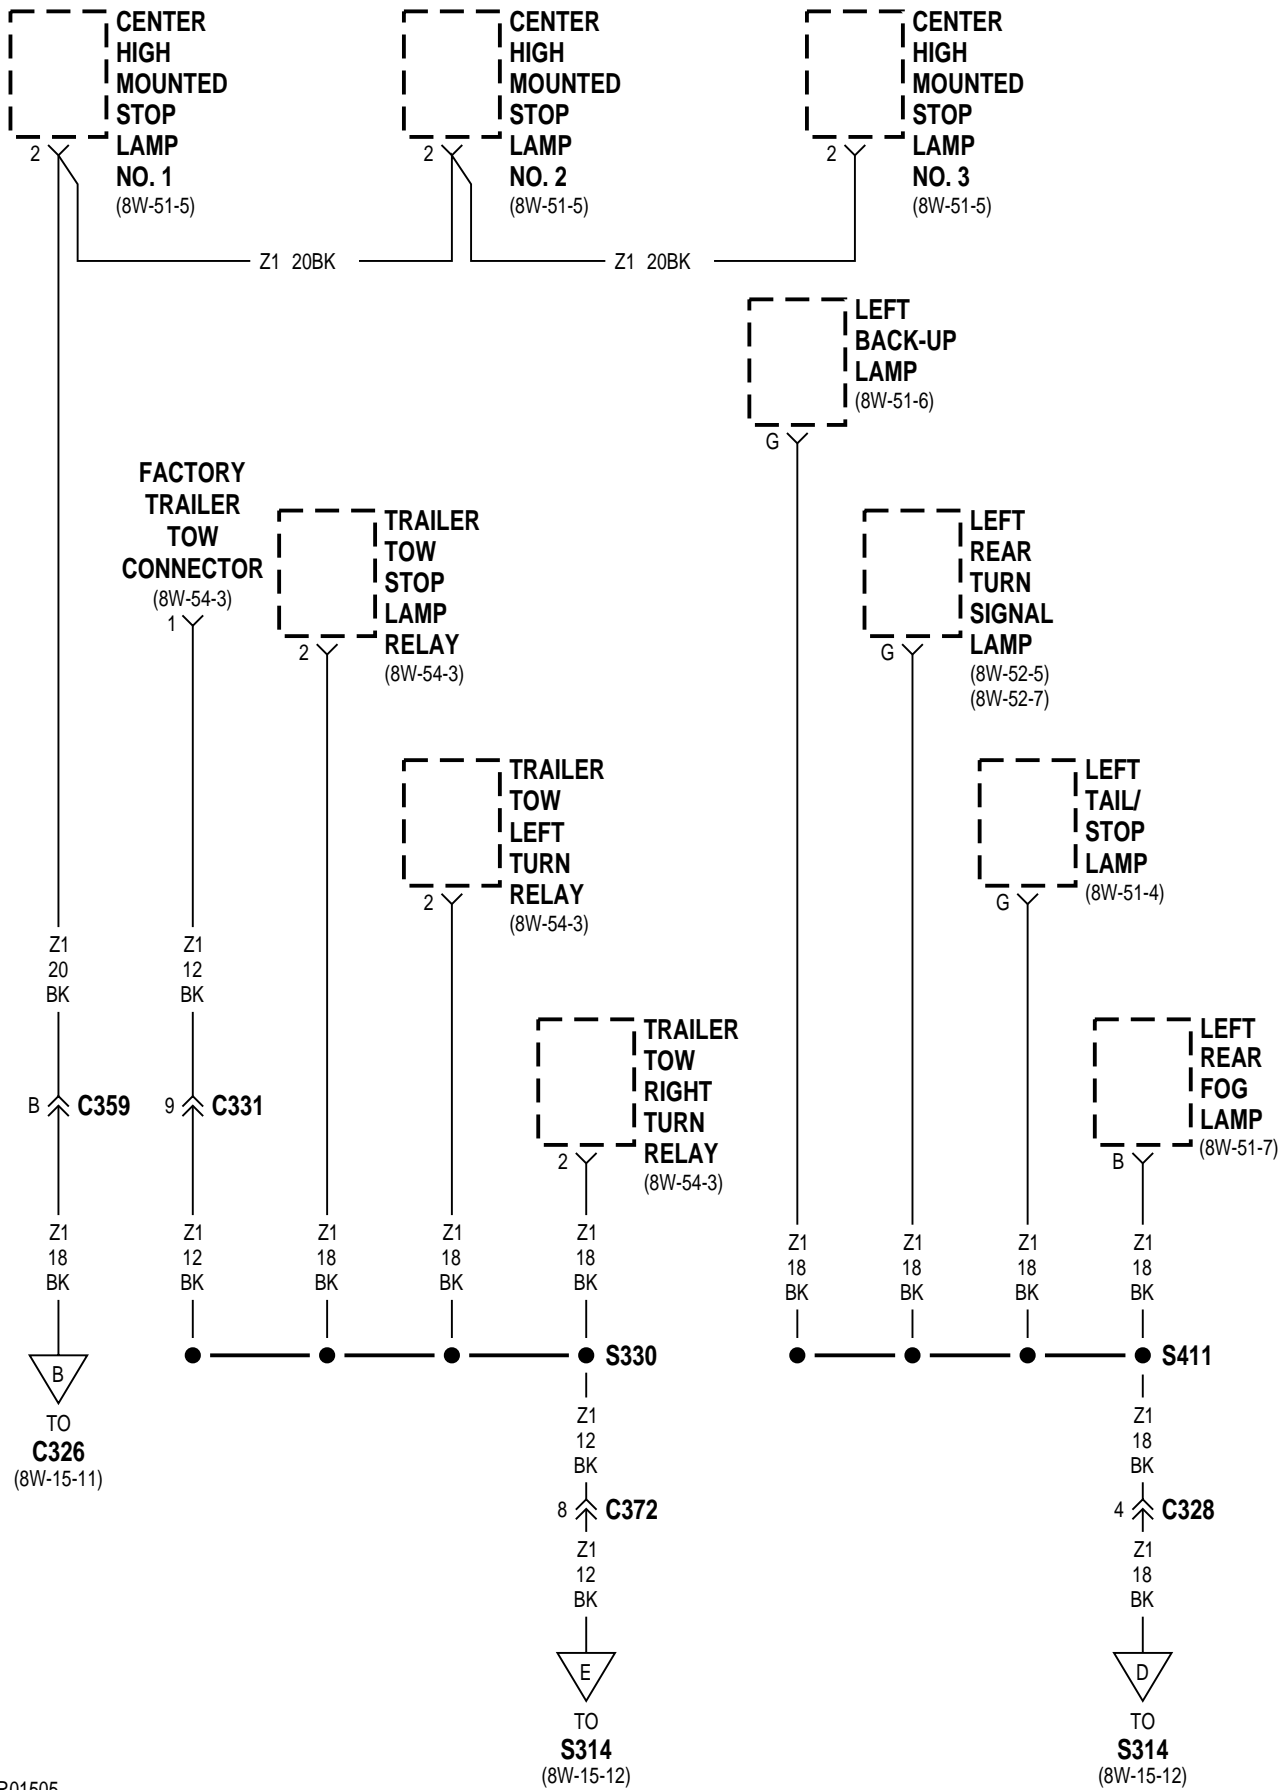 CENTER
HIGH
MOUNTED
STOP
LAMP
NO. 1
(8W-51-5)
2
CENTER
HIGH
MOUNTED
STOP
LAMP
NO. 2
(8W-51-5)
2
CENTER
HIGH
MOUNTED
STOP
LAMP
NO. 3
(8W-51-5)
2
Z1 20BK
Z1 20BK
LEFT
BACK-UP
LAMP
(8W-51-6)
G
FACTORY
TRAILER
TOW
CONNECTOR
(8W-54-3)
1
TRAILER
TOW
STOP
LAMP
RELAY
(8W-54-3)
2
LEFT
REAR
TURN
SIGNAL
LAMP
(8W-52-5)
(8W-52-7)
G
TRAILER
TOW
LEFT
TURN
RELAY
(8W-54-3)
2
LEFT
TAIL/
STOP
LAMP
(8W-51-4)
G
Z1
20
BK
Z1
12
BK
TRAILER
TOW
RIGHT
TURN
RELAY
(8W-54-3)
2
LEFT
REAR
FOG
LAMP
(8W-51-7)
B
B C359
9 C331
Z1
18
BK
Z1
12
BK
Z1
18
BK
Z1
18
BK
Z1
18
BK
Z1
18
BK
Z1
18
BK
Z1
18
BK
Z1
18
BK
S330
S411
B
TO
C326
(8W-15-11)
Z1
12
BK
8 C372
Z1
12
BK
E
TO
S314
(8W-15-12)
Z1
18
BK
4 C328
Z1
18
BK
D
TO
S314
(8W-15-12)